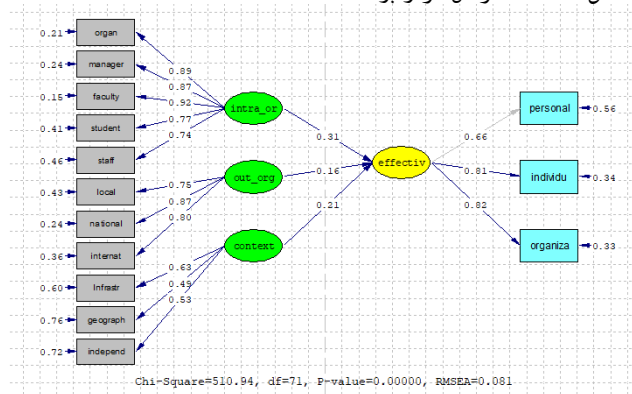 0.21 organ
0.24 manager
0.15 faculty
0.41 student
0.46 staff
0.43 local
0.24 national
0.36 internat
0.60 Infrastr
0.76 geograph
0.72 independ
0.89
0.87
0.92
0.77
0.74
0.75
0.87
0.80
0.63
0.49
0.53
intra_or
out_org
context
0.31
0.16
0.21
effectiv
0.66
0.81
0.82
personal 0.56
individu 0.34
organiza 0.33
Chi-Square=510.94, df=71, P-value=0.00000, RMSEA=0.081